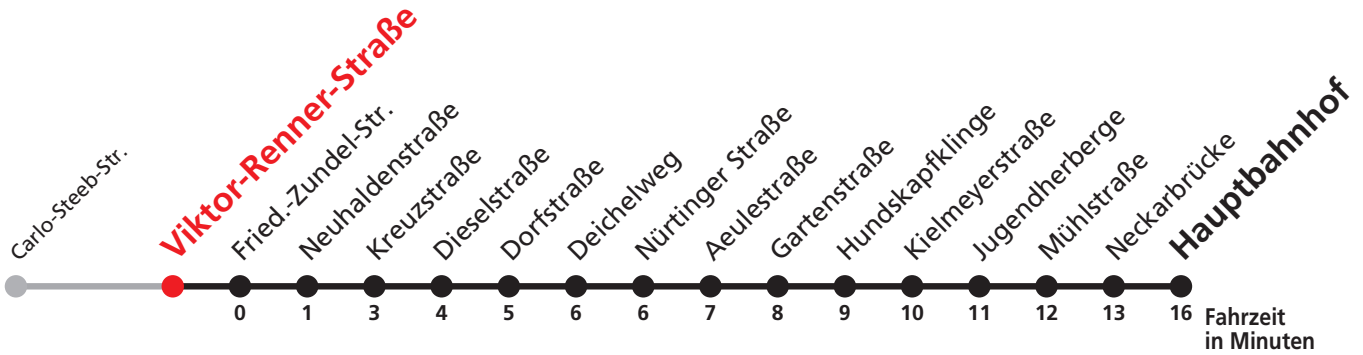 Carlo-Steeb-Str.
Viktor-Renner-Straße
Fried.-Zundel-Str.
Neuhaldenstraße
Kreuzstraße
Dieselstraße
Dorfstraße
Deichelweg
Nürtinger Straße
Aeulestraße
Gartenstraße
Hundskapfklinge
Kielmeyerstraße
Jugendherberge
Mühlstraße
Neckarbrücke
Hauptbahnhof
0 1 3 4 5 6 6 7 8 9 10 11 12 13 16
Fahrzeit
in Minuten